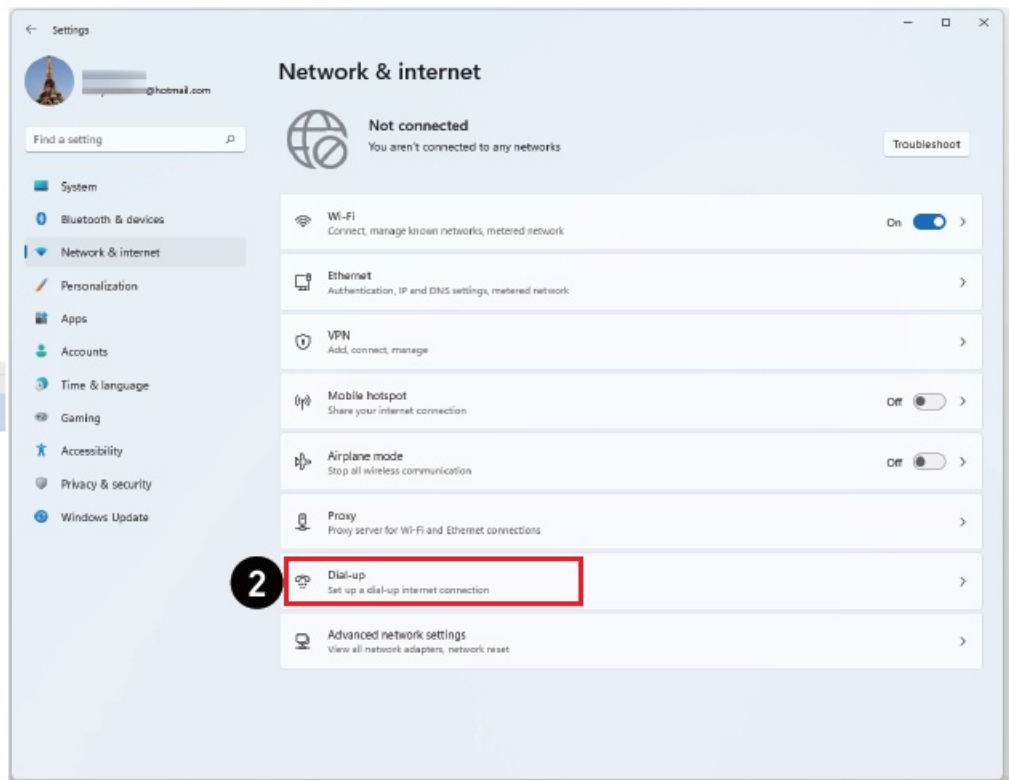 Settings
@hotmail.com
Find a setting
System
Bluetooth & devices
Network & internet
Personalization
Apps
Accounts
Time & language
Gaming
Accessibility
Privacy & security
Windows Update
Network & internet
Not connected
You aren't connected to any networks
Troubleshoot
Wi-Fi
Connect, manage known networks, metered network
On
Ethernet
Authentication, IP and DNS settings, metered network
VPN
Add, connect, manage
Mobile hotspot
Share your internet connection
Off
Airplane mode
Stop all wireless communication
Off
Proxy
Proxy server for Wi-Fi and Ethernet connections
2
Dial-up
Set up a dial-up internet connection
Advanced network settings
View all network adapters, network reset